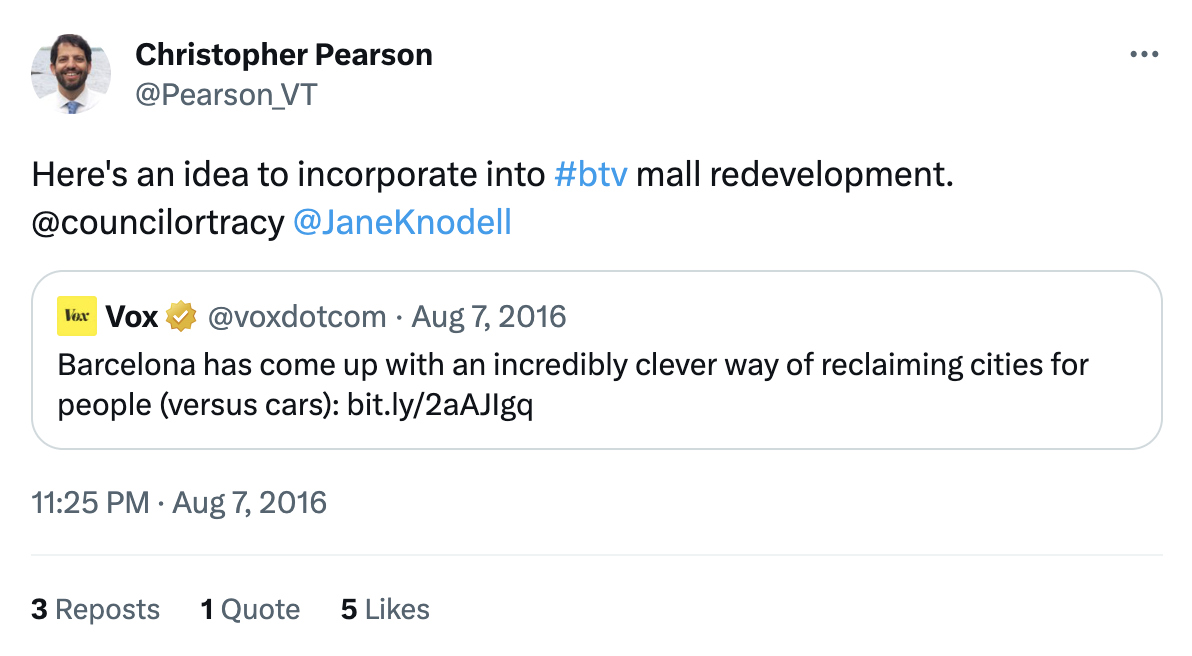 Christopher Pearson
@Pearson_VT
Here's an idea to incorporate into #btv mall redevelopment.
@councilortracy @JaneKnodell
Vox Vox @voxdotcom · Aug 7, 2016
Barcelona has come up with an incredibly clever way of reclaiming cities for
people (versus cars): bit.ly/2aAJIgq
11:25 PM · Aug 7, 2016
3 Reposts 1 Quote 5 Likes